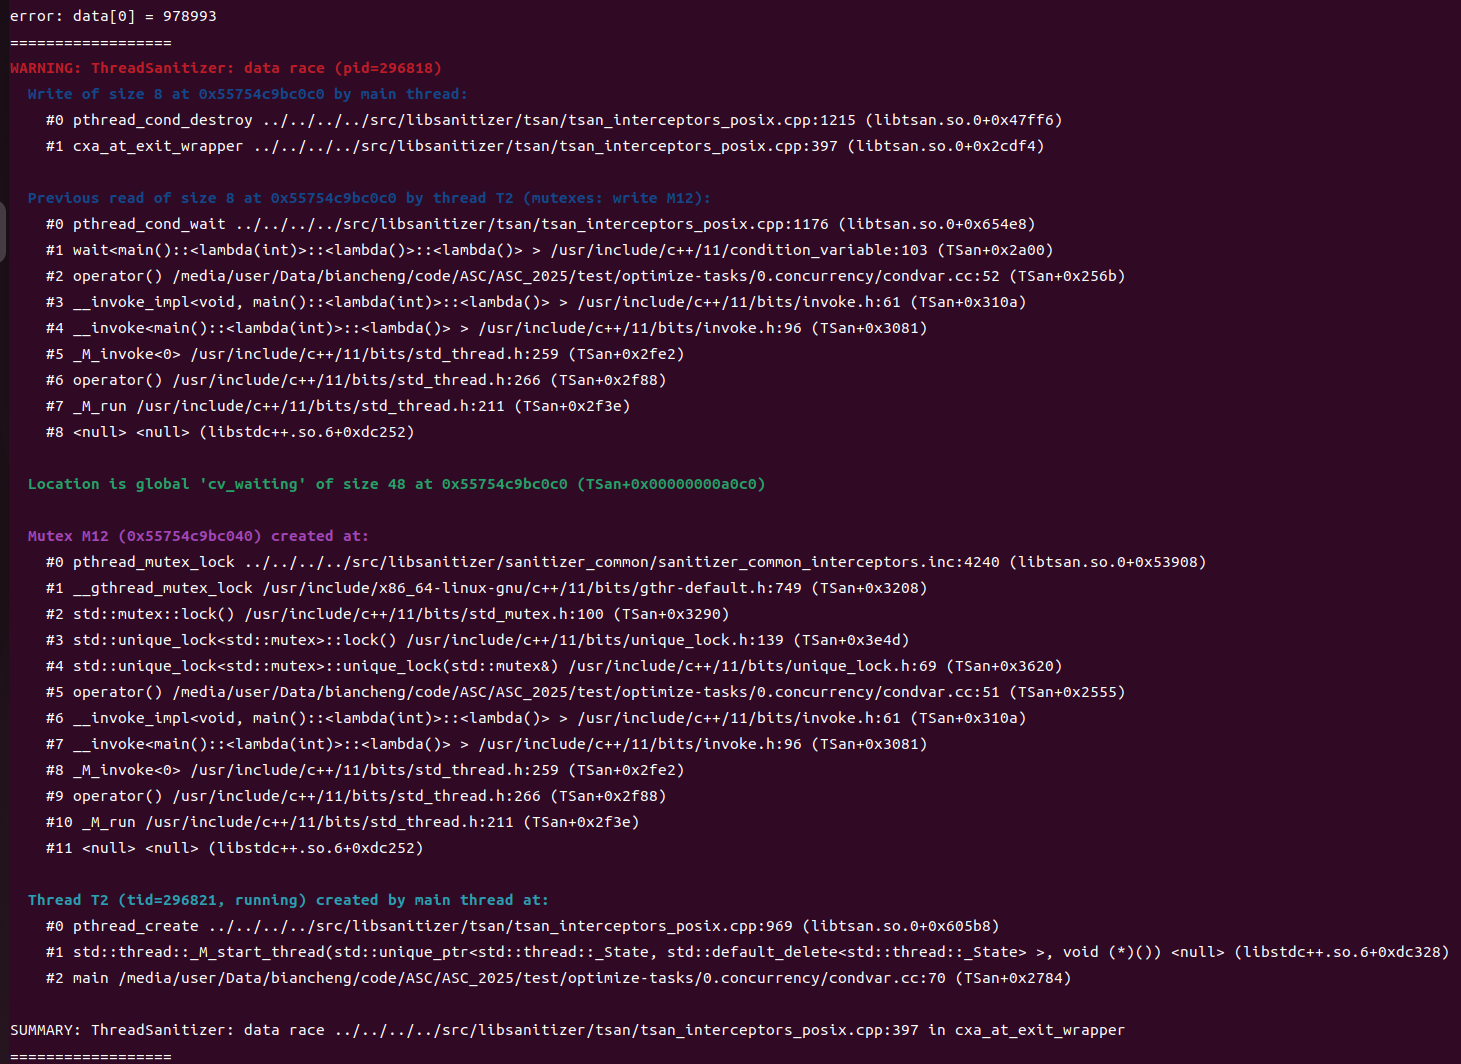 error: data[0] = 978993
==================
WARNING: ThreadSanitizer: data race (pid=296818)
  Write of size 8 at 0x55754c9bc0c0 by main thread:
    #0 pthread_cond_destroy ../../../../src/libsanitizer/tsan/tsan_interceptors_posix.cpp:1215 (libtsan.so.0+0x47ff6)
    #1 cxa_at_exit_wrapper ../../../../src/libsanitizer/tsan/tsan_interceptors_posix.cpp:397 (libtsan.so.0+0x2cdf4)

  Previous read of size 8 at 0x55754c9bc0c0 by thread T2 (mutexes: write M12):
    #0 pthread_cond_wait ../../../../src/libsanitizer/tsan/tsan_interceptors_posix.cpp:1176 (libtsan.so.0+0x654e8)
    #1 wait<main()::<lambda(int)>::<lambda()>::<lambda()> > /usr/include/c++/11/condition_variable:103 (TSan+0x2a00)
    #2 operator() /media/user/Data/biancheng/code/ASC/ASC_2025/test/optimize-tasks/0.concurrency/condvar.cc:52 (TSan+0x256b)
    #3 __invoke_impl<void, main()::<lambda(int)>::<lambda()> > /usr/include/c++/11/bits/invoke.h:61 (TSan+0x310a)
    #4 __invoke<main()::<lambda(int)>::<lambda()> > /usr/include/c++/11/bits/invoke.h:96 (TSan+0x3081)
    #5 _M_invoke<0> /usr/include/c++/11/bits/std_thread.h:259 (TSan+0x2fe2)
    #6 operator() /usr/include/c++/11/bits/std_thread.h:266 (TSan+0x2f88)
    #7 _M_run /usr/include/c++/11/bits/std_thread.h:211 (TSan+0x2f3e)
    #8 <null> <null> (libstdc++.so.6+0xdc252)

  Location is global 'cv_waiting' of size 48 at 0x55754c9bc0c0 (TSan+0x00000000a0c0)

  Mutex M12 (0x55754c9bc040) created at:
    #0 pthread_mutex_lock ../../../../src/libsanitizer/sanitizer_common/sanitizer_common_interceptors.inc:4240 (libtsan.so.0+0x53908)
    #1 __gthread_mutex_lock /usr/include/x86_64-linux-gnu/c++/11/bits/gthr-default.h:749 (TSan+0x3208)
    #2 std::mutex::lock() /usr/include/c++/11/bits/std_mutex.h:100 (TSan+0x3290)
    #3 std::unique_lock<std::mutex>::lock() /usr/include/c++/11/bits/unique_lock.h:139 (TSan+0x3e4d)
    #4 std::unique_lock<std::mutex>::unique_lock(std::mutex&) /usr/include/c++/11/bits/unique_lock.h:69 (TSan+0x3620)
    #5 operator() /media/user/Data/biancheng/code/ASC/ASC_2025/test/optimize-tasks/0.concurrency/condvar.cc:51 (TSan+0x2555)
    #6 __invoke_impl<void, main()::<lambda(int)>::<lambda()> > /usr/include/c++/11/bits/invoke.h:61 (TSan+0x310a)
    #7 __invoke<main()::<lambda(int)>::<lambda()> > /usr/include/c++/11/bits/invoke.h:96 (TSan+0x3081)
    #8 _M_invoke<0> /usr/include/c++/11/bits/std_thread.h:259 (TSan+0x2fe2)
    #9 operator() /usr/include/c++/11/bits/std_thread.h:266 (TSan+0x2f88)
    #10 _M_run /usr/include/c++/11/bits/std_thread.h:211 (TSan+0x2f3e)
    #11 <null> <null> (libstdc++.so.6+0xdc252)

  Thread T2 (tid=296821, running) created by main thread at:
    #0 pthread_create ../../../../src/libsanitizer/tsan/tsan_interceptors_posix.cpp:969 (libtsan.so.0+0x605b8)
    #1 std::thread::_M_start_thread(std::unique_ptr<std::thread::_State, std::default_delete<std::thread::_State> >, void (*)()) <null> (libstdc++.so.6+0xdc328)
    #2 main /media/user/Data/biancheng/code/ASC/ASC_2025/test/optimize-tasks/0.concurrency/condvar.cc:70 (TSan+0x2784)

SUMMARY: ThreadSanitizer: data race ../../../../src/libsanitizer/tsan/tsan_interceptors_posix.cpp:397 in cxa_at_exit_wrapper
==================